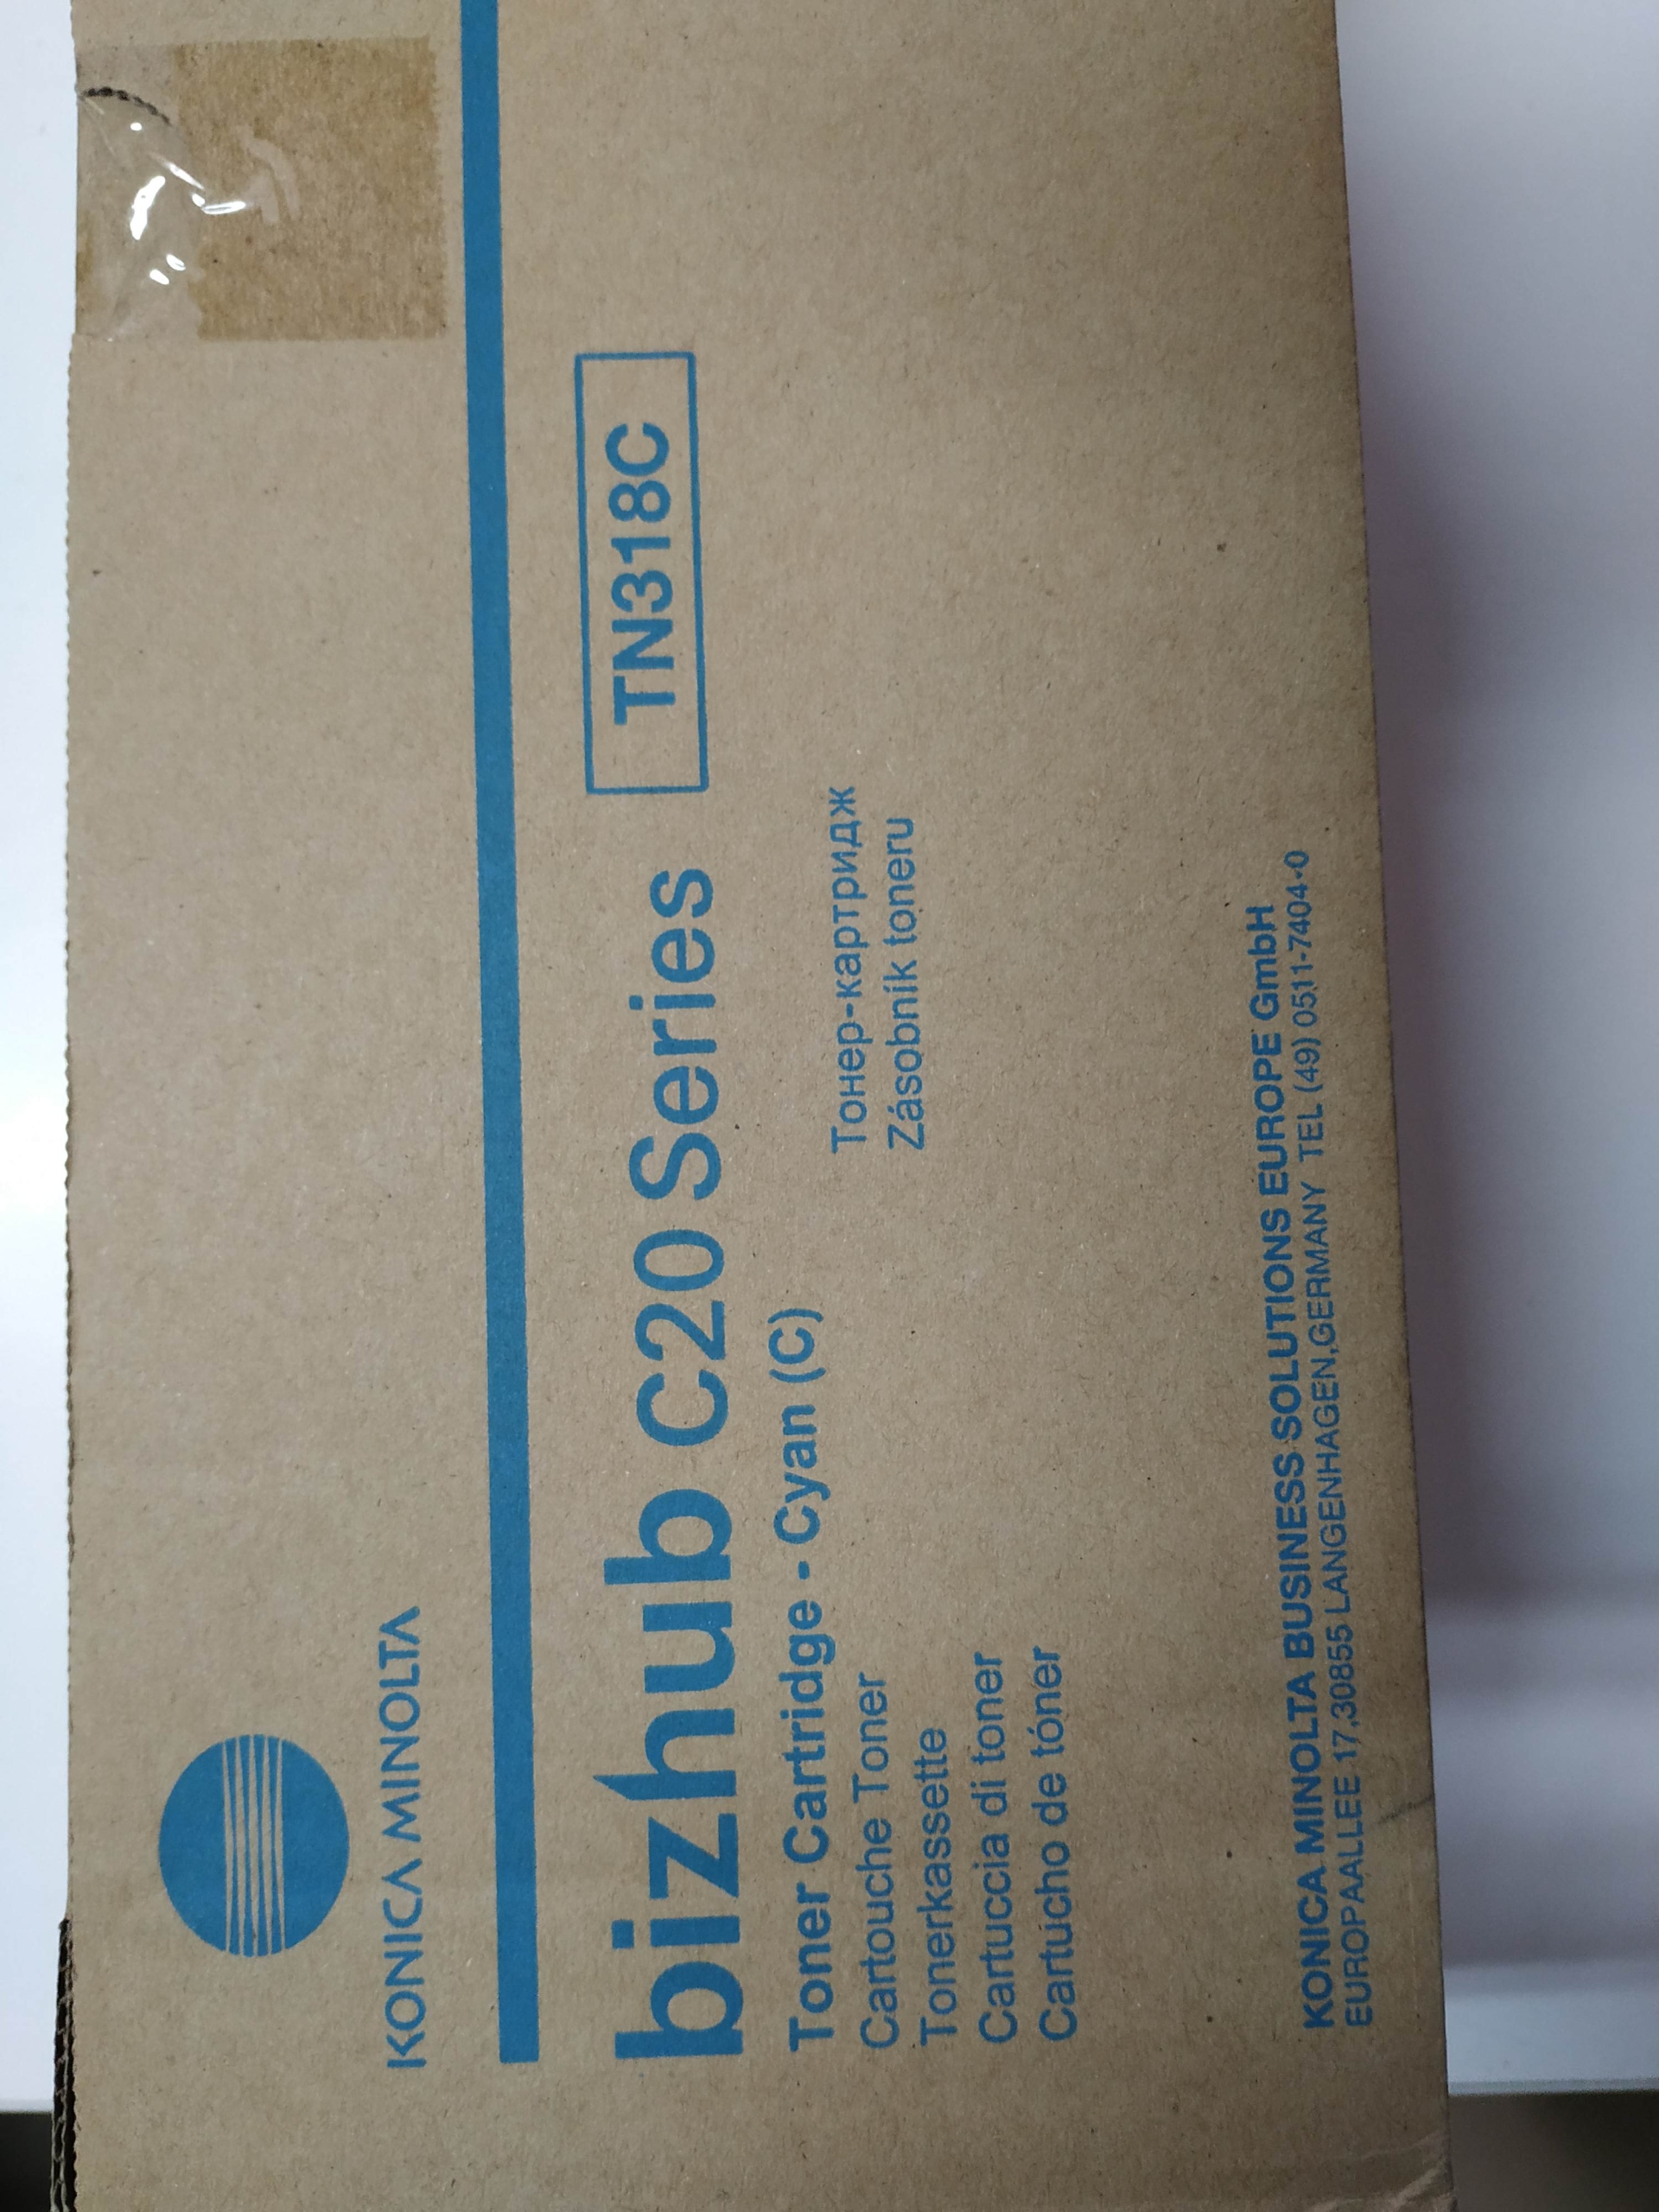 KONICA MINOLTA
bizhub C20 Series TN318C
Toner Cartridge - Cyan (C)
Cartouche Toner
Tonerkassette
Cartuccia di toner
Cartucho de tóner
Тонер-картридж
Zásobník toneru
KONICA MINOLTA BUSINESS SOLUTIONS EUROPE GmbH
EUROPAALLEE 17,30855 LANGENHAGEN,GERMANY TEL (49) 0511-7404-0